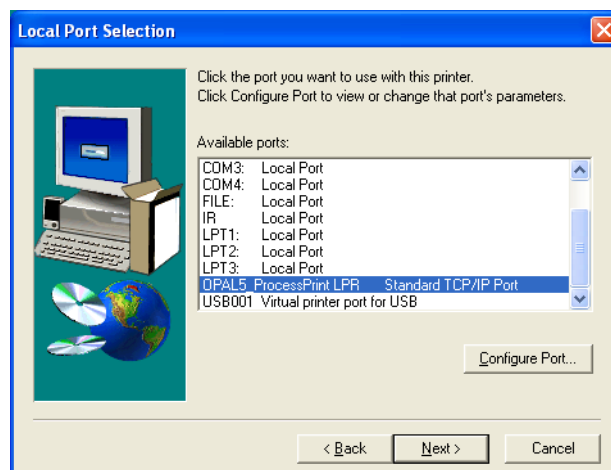 Local Port Selection
Click the port you want to use with this printer.
Click Configure Port to view or change that port's parameters.
Available ports:
COM3: Local Port
COM4: Local Port
FILE: Local Port
IR Local Port
LPT1: Local Port
LPT2: Local Port
LPT3: Local Port
OPAL5_ProcessPrint LPR Standard TCP/IP Port
USB001 Virtual printer port for USB
Configure Port...
< Back Next > Cancel